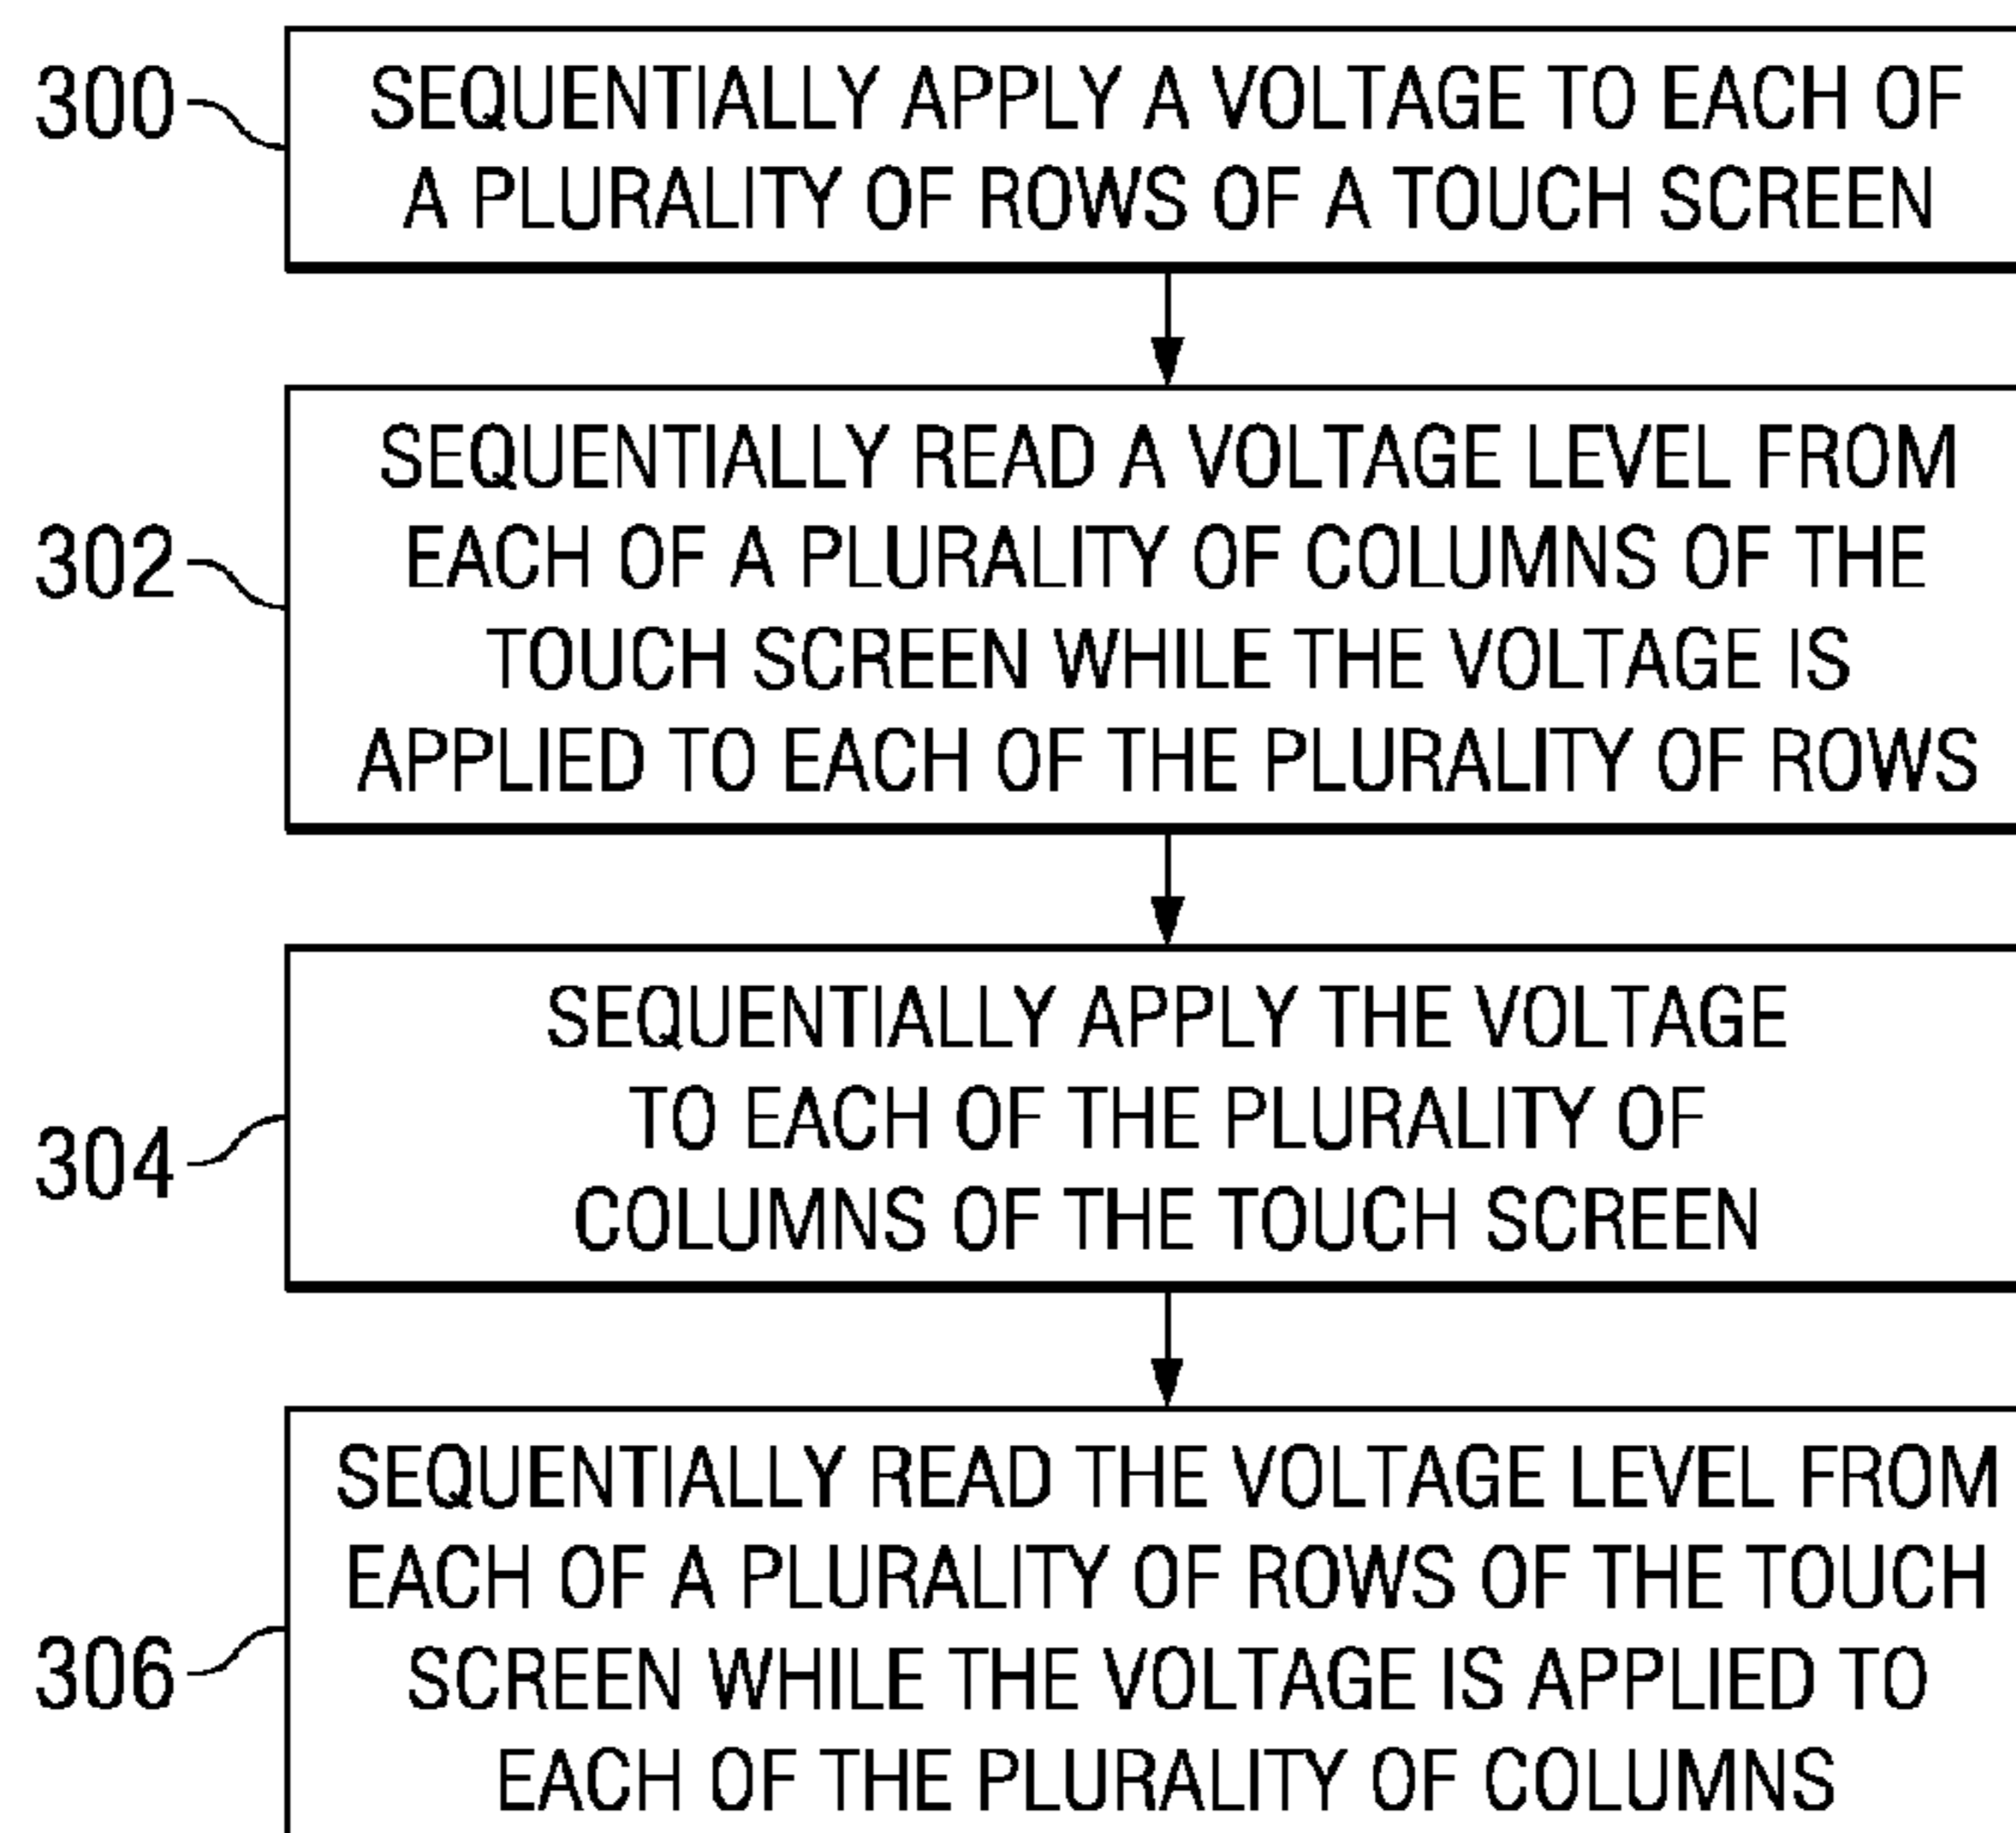 300
SEQUENTIALLY APPLY A VOLTAGE TO EACH OF
A PLURALITY OF ROWS OF A TOUCH SCREEN
302
SEQUENTIALLY READ A VOLTAGE LEVEL FROM
EACH OF A PLURALITY OF COLUMNS OF THE
TOUCH SCREEN WHILE THE VOLTAGE IS
APPLIED TO EACH OF THE PLURALITY OF ROWS
304
SEQUENTIALLY APPLY THE VOLTAGE
TO EACH OF THE PLURALITY OF
COLUMNS OF THE TOUCH SCREEN
306
SEQUENTIALLY READ THE VOLTAGE LEVEL FROM
EACH OF A PLURALITY OF ROWS OF THE TOUCH
SCREEN WHILE THE VOLTAGE IS APPLIED TO
EACH OF THE PLURALITY OF COLUMNS